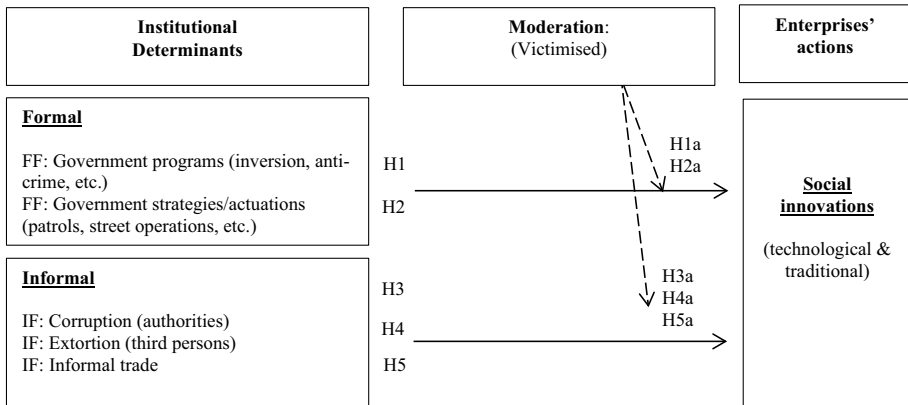 Institutional
Determinants
Moderation:
(Victimised)
Enterprises'
actions
Formal
FF: Government programs (inversion, anti-
crime, etc.)
FF: Government strategies/actuations
(patrols, street operations, etc.)
H1
H2
H1a
H2a
Social
innovations
(technological &
traditional)
Informal
IF: Corruption (authorities)
IF: Extortion (third persons)
IF: Informal trade
H3
H4
H5
H3a
H4a
H5a